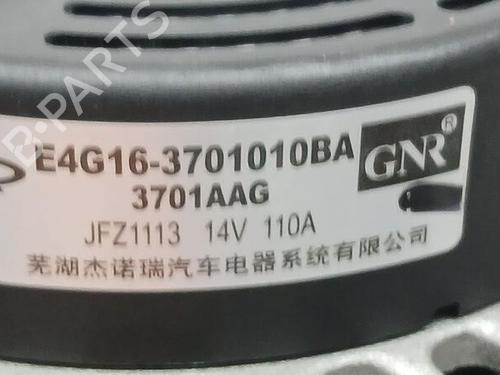 B-PARTS
E4G16-3701010BA
GNR®
3701AAG
JFZ1113 14V 110A
芜湖杰诺瑞汽车电器系统有限公司